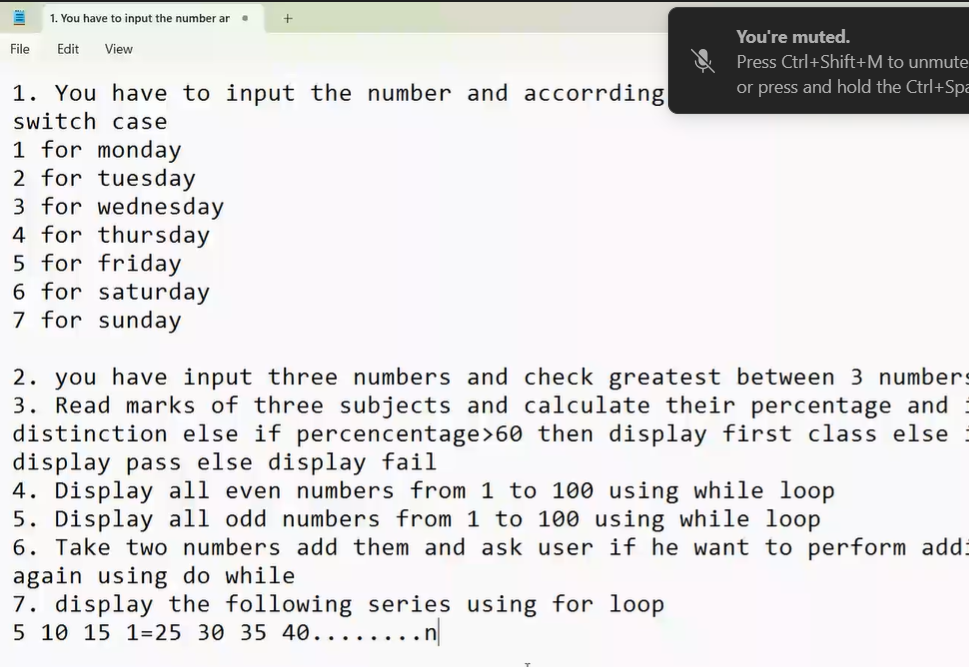 1. You have to input the number ar
File Edit View
You're muted.
Press Ctrl+Shift+M to unmute
or press and hold the Ctrl+Spa
1. You have to input the number and accorrding
switch case
1 for monday
2 for tuesday
3 for wednesday
4 for thursday
5 for friday
6 for saturday
7 for sunday
2. you have input three numbers and check greatest between 3 numbers
3. Read marks of three subjects and calculate their percentage and
distinction else if percencentage>60 then display first class else
display pass else display fail
4. Display all even numbers from 1 to 100 using while loop
5. Display all odd numbers from 1 to 100 using while loop
6. Take two numbers add them and ask user if he want to perform addi
again using do while
7. display the following series using for loop
5 10 15 1=25 30 35 40........n